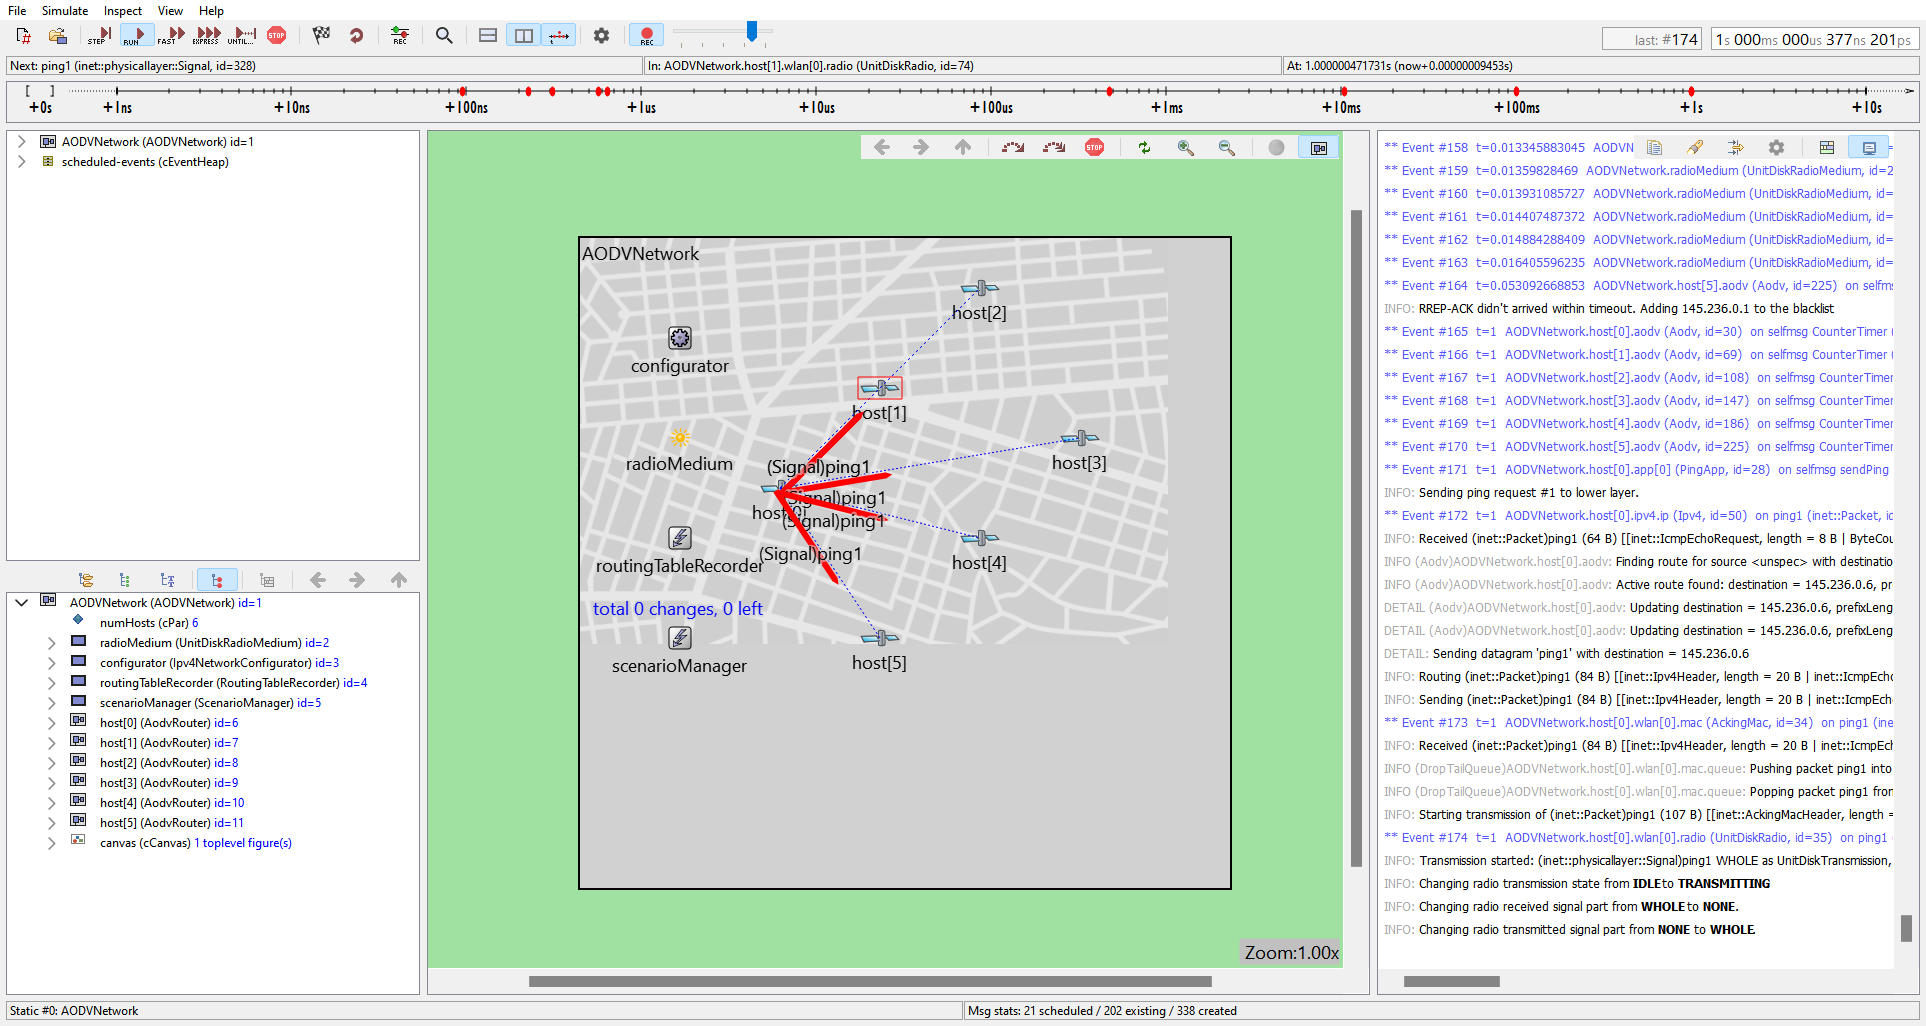 File Simulate Inspect View Help
STEP RUN FAST EXPRESS UNTIL... STOP REC REC
last: #174 1s 000ms 000us 377ns 201ps
Next: ping1 (inet::physicallayer::Signal, id=328) In: AODVNetwork.host[1].wlan[0].radio (UnitDiskRadio, id=74) At: 1.000000471731s (now+0.00000009453s)
+0s +1ns +10ns +100ns +1us +10us +100us +1ms +10ms +100ms +1s +10s
AODVNetwork (AODVNetwork) id=1
scheduled-events (cEventHeap)
AODVNetwork (AODVNetwork) id=1
numHosts (cPar) 6
radioMedium (UnitDiskRadioMedium) id=2
configurator (Ipv4NetworkConfigurator) id=3
routingTableRecorder (RoutingTableRecorder) id=4
scenarioManager (ScenarioManager) id=5
host[0] (AodvRouter) id=6
host[1] (AodvRouter) id=7
host[2] (AodvRouter) id=8
host[3] (AodvRouter) id=9
host[4] (AodvRouter) id=10
host[5] (AodvRouter) id=11
canvas (cCanvas) 1 toplevel figure(s)
STOP
AODVNetwork
host[2]
configurator
host[1]
radioMedium
host[3]
(Signal)ping1
(Signal)ping1
host[0]
(Signal)ping1
(Signal)ping1
host[4]
routingTableRecorder
total 0 changes, 0 left
scenarioManager
host[5]
Zoom:1.00x
** Event #158 t=0.013345883045 AODVN
** Event #159 t=0.01359828469 AODVNetwork.radioMedium (UnitDiskRadioMedium, id=2
** Event #160 t=0.013931085727 AODVNetwork.radioMedium (UnitDiskRadioMedium, id=
** Event #161 t=0.014407487372 AODVNetwork.radioMedium (UnitDiskRadioMedium, id=
** Event #162 t=0.014884288409 AODVNetwork.radioMedium (UnitDiskRadioMedium, id=
** Event #163 t=0.016405596235 AODVNetwork.radioMedium (UnitDiskRadioMedium, id=
** Event #164 t=0.053092668853 AODVNetwork.host[5].aodv (Aodv, id=225) on selfms
INFO: RREP-ACK didn't arrived within timeout. Adding 145.236.0.1 to the blacklist
** Event #165 t=1 AODVNetwork.host[0].aodv (Aodv, id=30) on selfmsg CounterTimer (
** Event #166 t=1 AODVNetwork.host[1].aodv (Aodv, id=69) on selfmsg CounterTimer (
** Event #167 t=1 AODVNetwork.host[2].aodv (Aodv, id=108) on selfmsg CounterTimer
** Event #168 t=1 AODVNetwork.host[3].aodv (Aodv, id=147) on selfmsg CounterTimer
** Event #169 t=1 AODVNetwork.host[4].aodv (Aodv, id=186) on selfmsg CounterTimer
** Event #170 t=1 AODVNetwork.host[5].aodv (Aodv, id=225) on selfmsg CounterTimer
** Event #171 t=1 AODVNetwork.host[0].app[0] (PingApp, id=28) on selfmsg sendPing
INFO: Sending ping request #1 to lower layer.
** Event #172 t=1 AODVNetwork.host[0].ipv4.ip (Ipv4, id=50) on ping1 (inet::Packet, id
INFO: Received (inet::Packet)ping1 (64 B) [[inet::IcmpEchoRequest, length = 8 B | ByteCou
INFO (Aodv)AODVNetwork.host[0].aodv: Finding route for source <unspec> with destinatio
INFO (Aodv)AODVNetwork.host[0].aodv: Active route found: destination = 145.236.0.6, pr
DETAIL (Aodv)AODVNetwork.host[0].aodv: Updating destination = 145.236.0.6, prefixLeng
DETAIL (Aodv)AODVNetwork.host[0].aodv: Updating destination = 145.236.0.6, prefixLeng
DETAIL: Sending datagram 'ping1' with destination = 145.236.0.6
INFO: Routing (inet::Packet)ping1 (84 B) [[inet::Ipv4Header, length = 20 B | inet::IcmpEcho
INFO: Sending (inet::Packet)ping1 (84 B) [[inet::Ipv4Header, length = 20 B | inet::IcmpEch
** Event #173 t=1 AODVNetwork.host[0].wlan[0].mac (AckingMac, id=34) on ping1 (ine
INFO: Received (inet::Packet)ping1 (84 B) [[inet::Ipv4Header, length = 20 B | inet::IcmpEch
INFO (DropTailQueue)AODVNetwork.host[0].wlan[0].mac.queue: Pushing packet ping1 into
INFO (DropTailQueue)AODVNetwork.host[0].wlan[0].mac.queue: Popping packet ping1 fron
INFO: Starting transmission of (inet::Packet)ping1 (107 B) [[inet::AckingMacHeader, length =
** Event #174 t=1 AODVNetwork.host[0].wlan[0].radio (UnitDiskRadio, id=35) on ping1
INFO: Transmission started: (inet::physicallayer::Signal)ping1 WHOLE as UnitDiskTransmission,
INFO: Changing radio transmission state from IDLE to TRANSMITTING
INFO: Changing radio received signal part from WHOLE to NONE.
INFO: Changing radio transmitted signal part from NONE to WHOLE.
Static #0: AODVNetwork Msg stats: 21 scheduled / 202 existing / 338 created